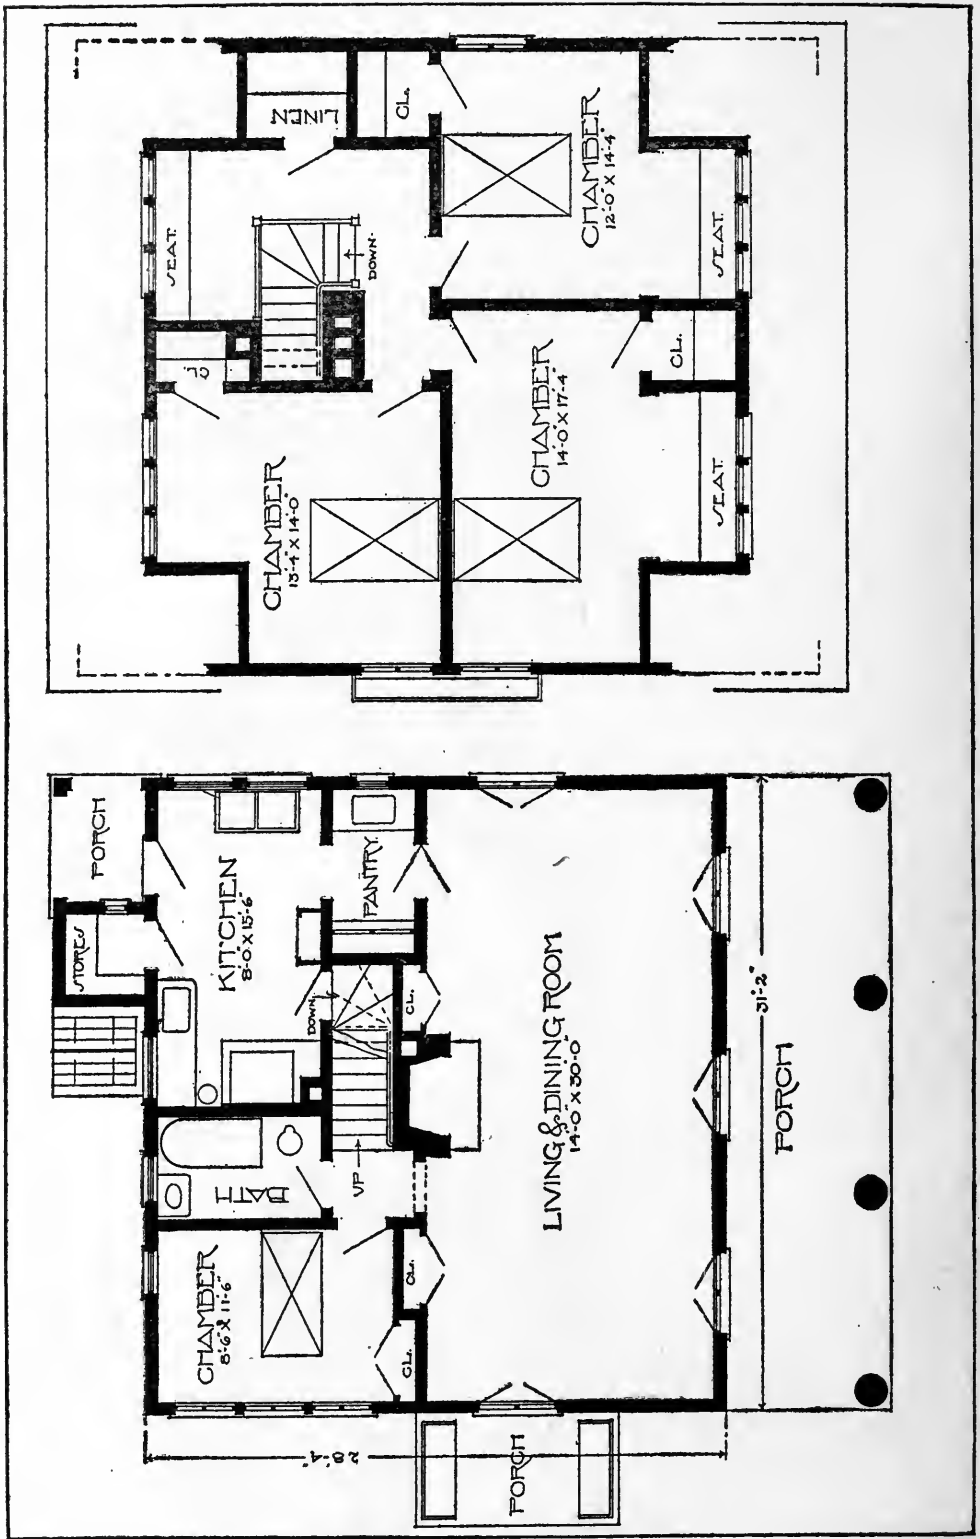 LINEN
CL.
CHAMBER
12'-0" X 14'-4"
SEAT.
DOWN.
SEAT.
CL.
CHAMBER
14'-0" X 17'-4"
CL.
CHAMBER
13'-4" X 14'-0"
SEAT.
PORCH
STORES
KITCHEN
8'-0" X 15'-6"
PANTRY.
DOWN.
CL.
LIVING & DINING ROOM
14'-0" X 30'-0"
31'-2"
PORCH
BATH
UP
CHAMBER
8'-6" X 11'-6"
CL.
CL.
28'-4"
PORCH